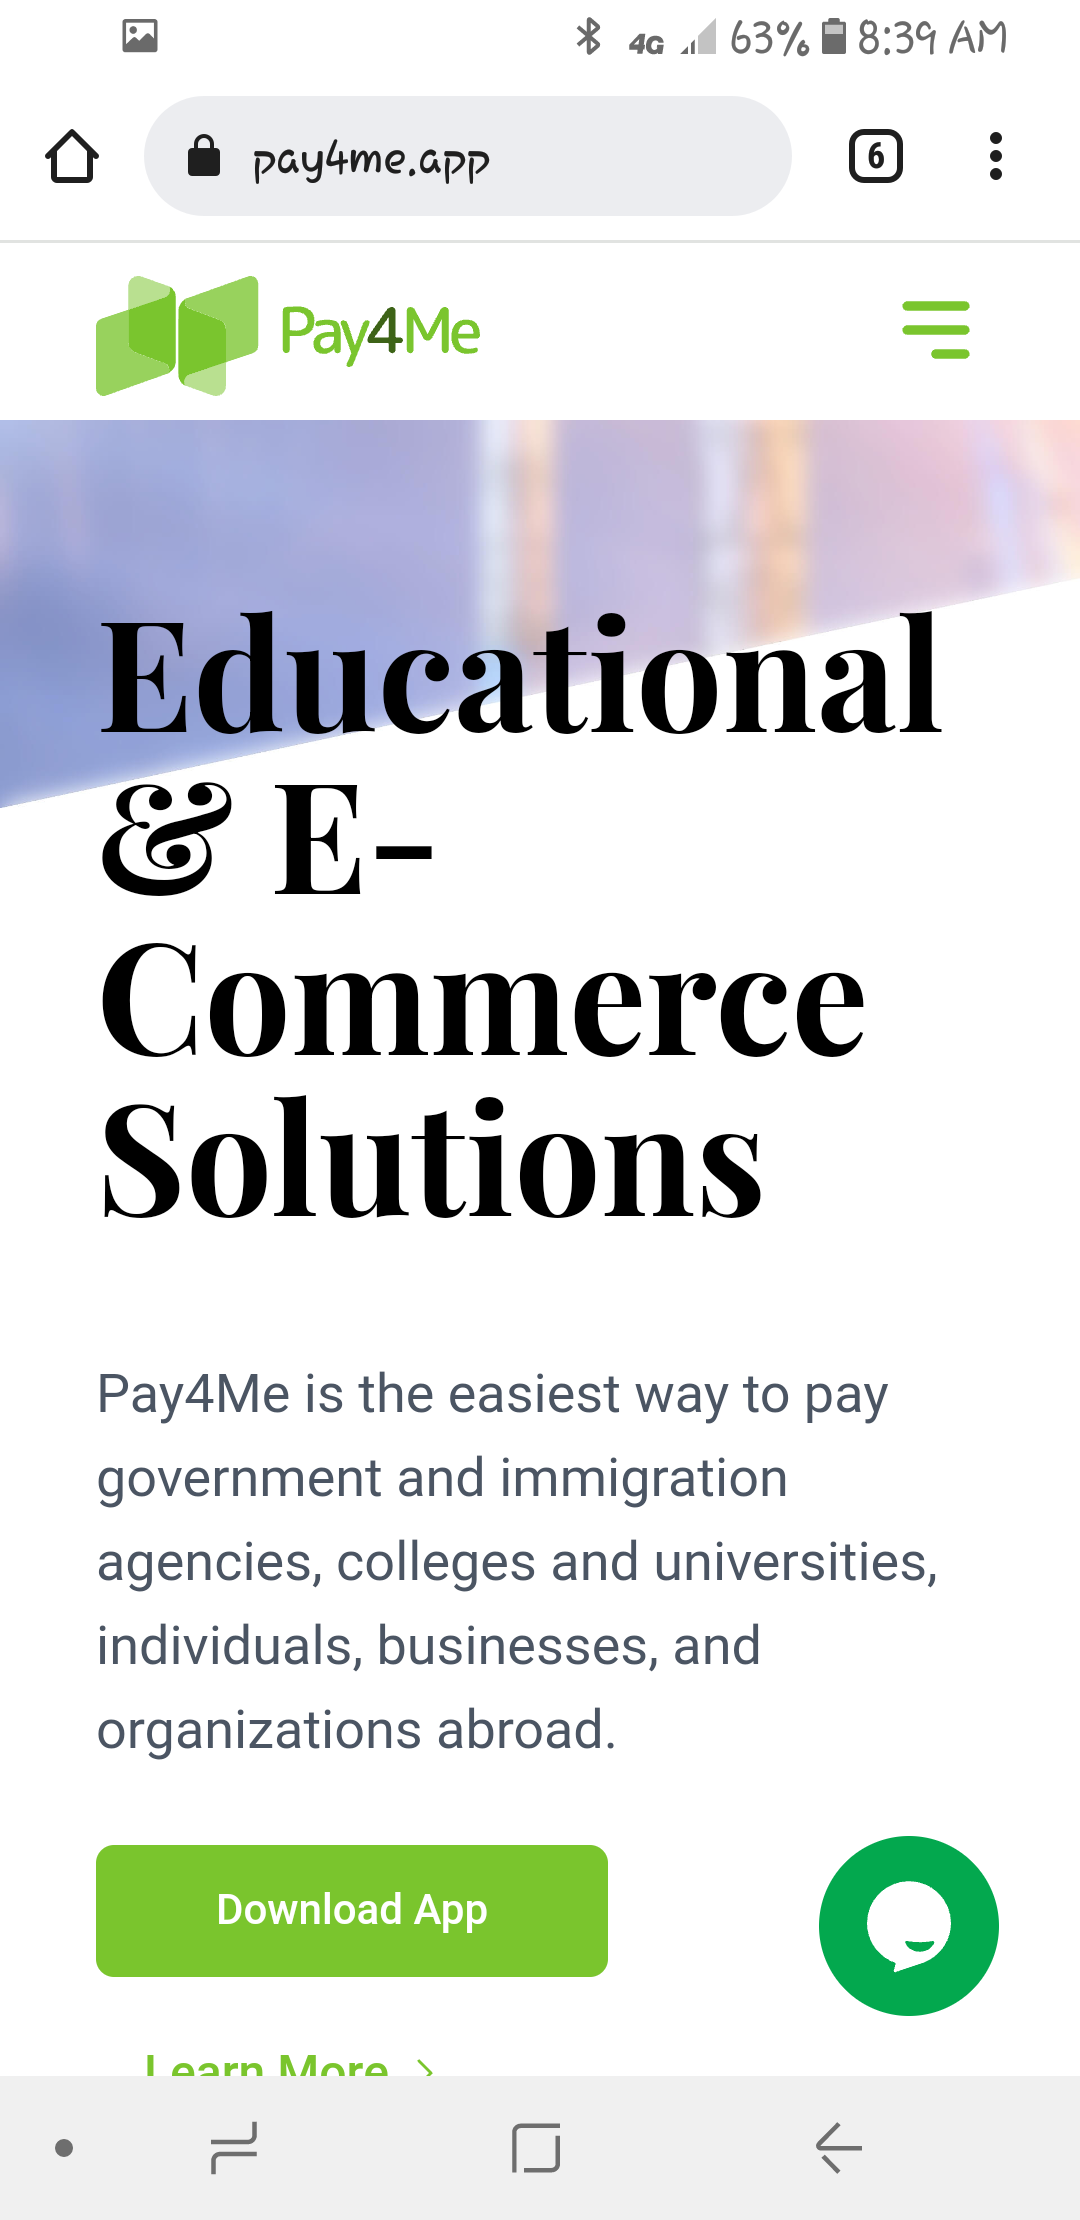 4G 63% 8:39 AM
pay4me.app
6
Pay4Me
Educational
& E-
Commerce
Solutions
Pay4Me is the easiest way to pay
government and immigration
agencies, colleges and universities,
individuals, businesses, and
organizations abroad.
Download App
Learn More